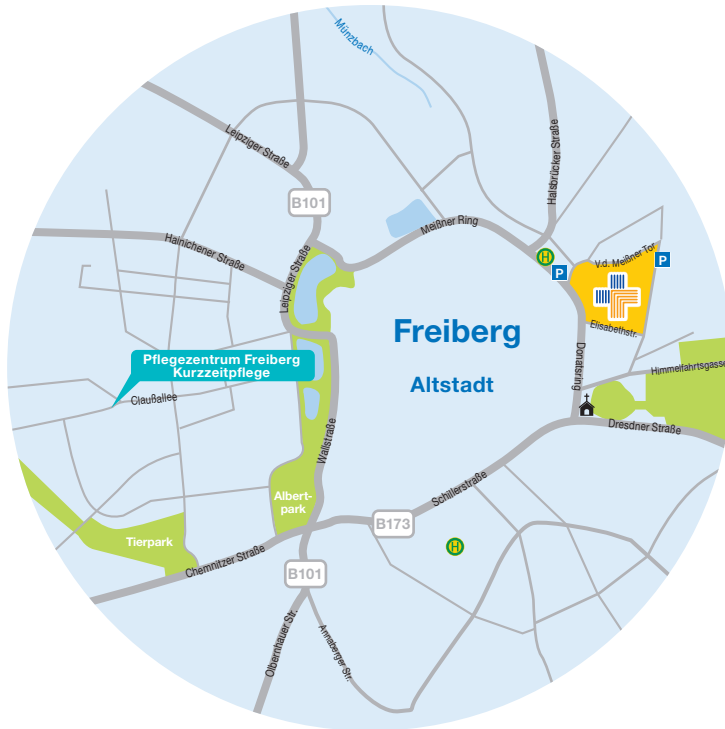 Münzbach
Leipziger Straße
Halsbrücker Straße
B101
Meißner Ring
Hainichener Straße
Leipziger Straße
H
P
V.d. Meißner Tor
P
Freiberg
Elisabethstr.
Altstadt
Donatsring
Pflegezentrum Freiberg
Kurzzeitpflege
Himmelfahrtsgasse
Claußallee
Dresdner Straße
Wallstraße
Schillerstraße
Albert-
park
B173
Tierpark
H
Chemnitzer Straße
B101
Olbernhauer Str.
Annaberger Str.